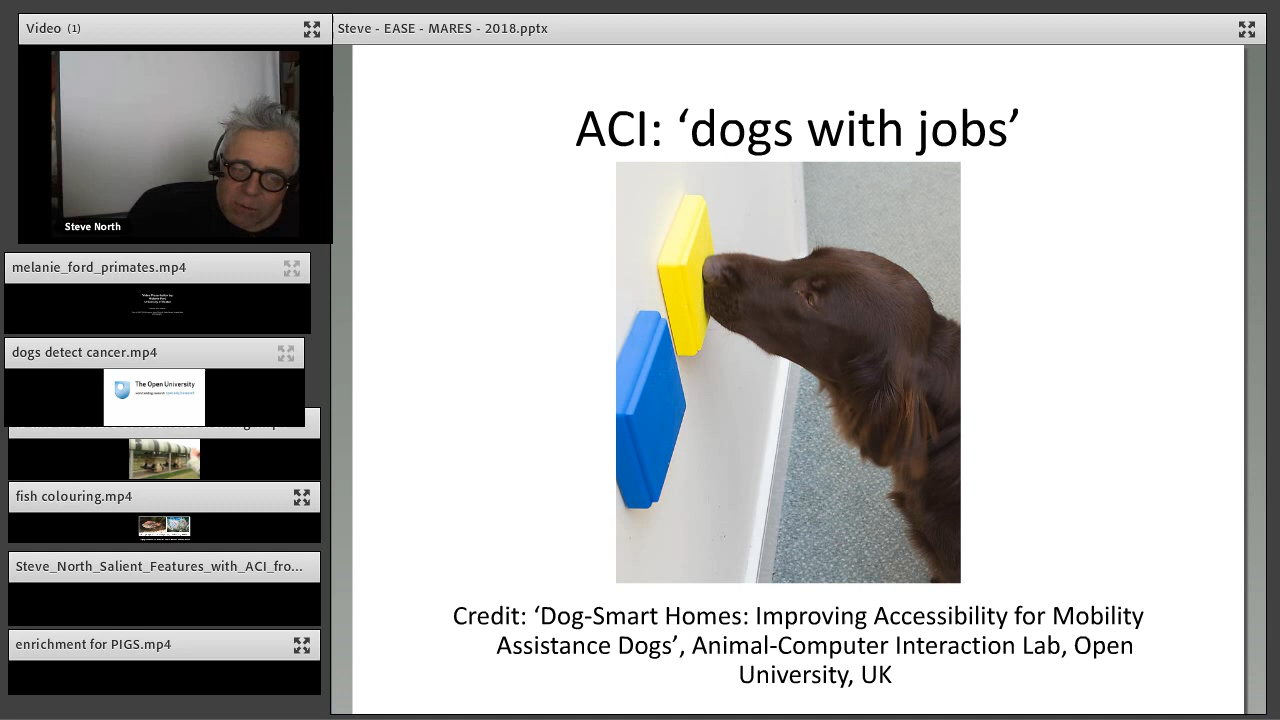 Video (1)
Steve North
melanie_ford_primates.mp4
dogs detect cancer.mp4
The Open University
fish colouring.mp4
Steve_North_Salient_Features_with_ACI_fro...
enrichment for PIGS.mp4
Steve - EASE - MARES - 2018.pptx
ACI: ‘dogs with jobs’
Credit: ‘Dog-Smart Homes: Improving Accessibility for Mobility
Assistance Dogs’, Animal-Computer Interaction Lab, Open
University, UK